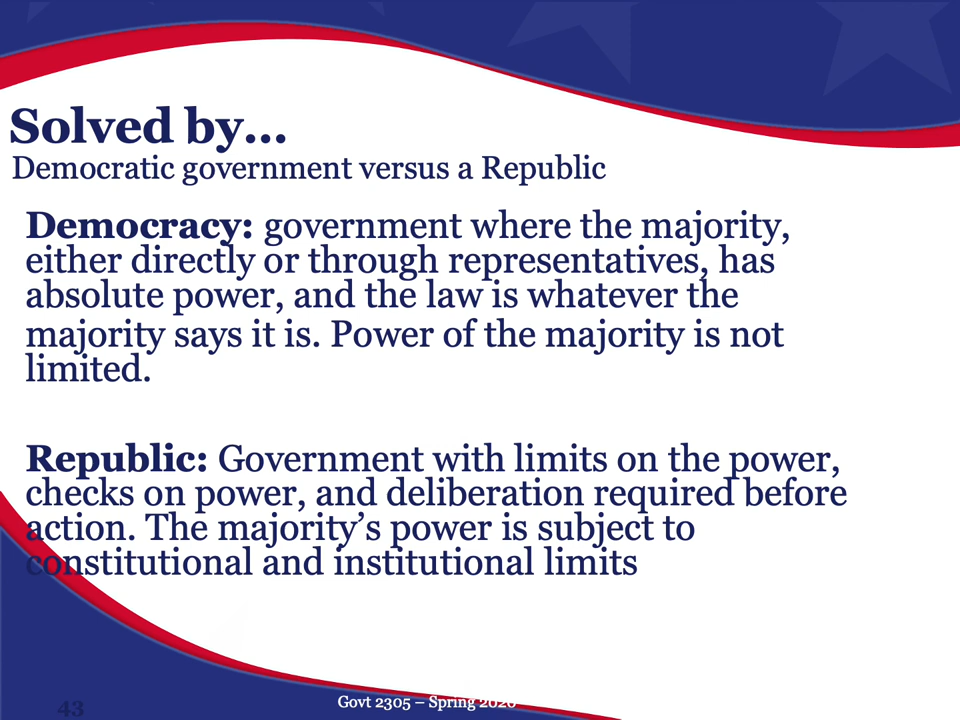 Solved by...
Democratic government versus a Republic
Democracy: government where the majority,
either directly or through representatives, has
absolute power, and the law is whatever the
majority says it is. Power of the majority is not
limited.
Republic: Government with limits on the power,
checks on power, and deliberation required before
action. The majority’s power is subject to
constitutional and institutional limits
43
Govt 2305 – Spring 2020